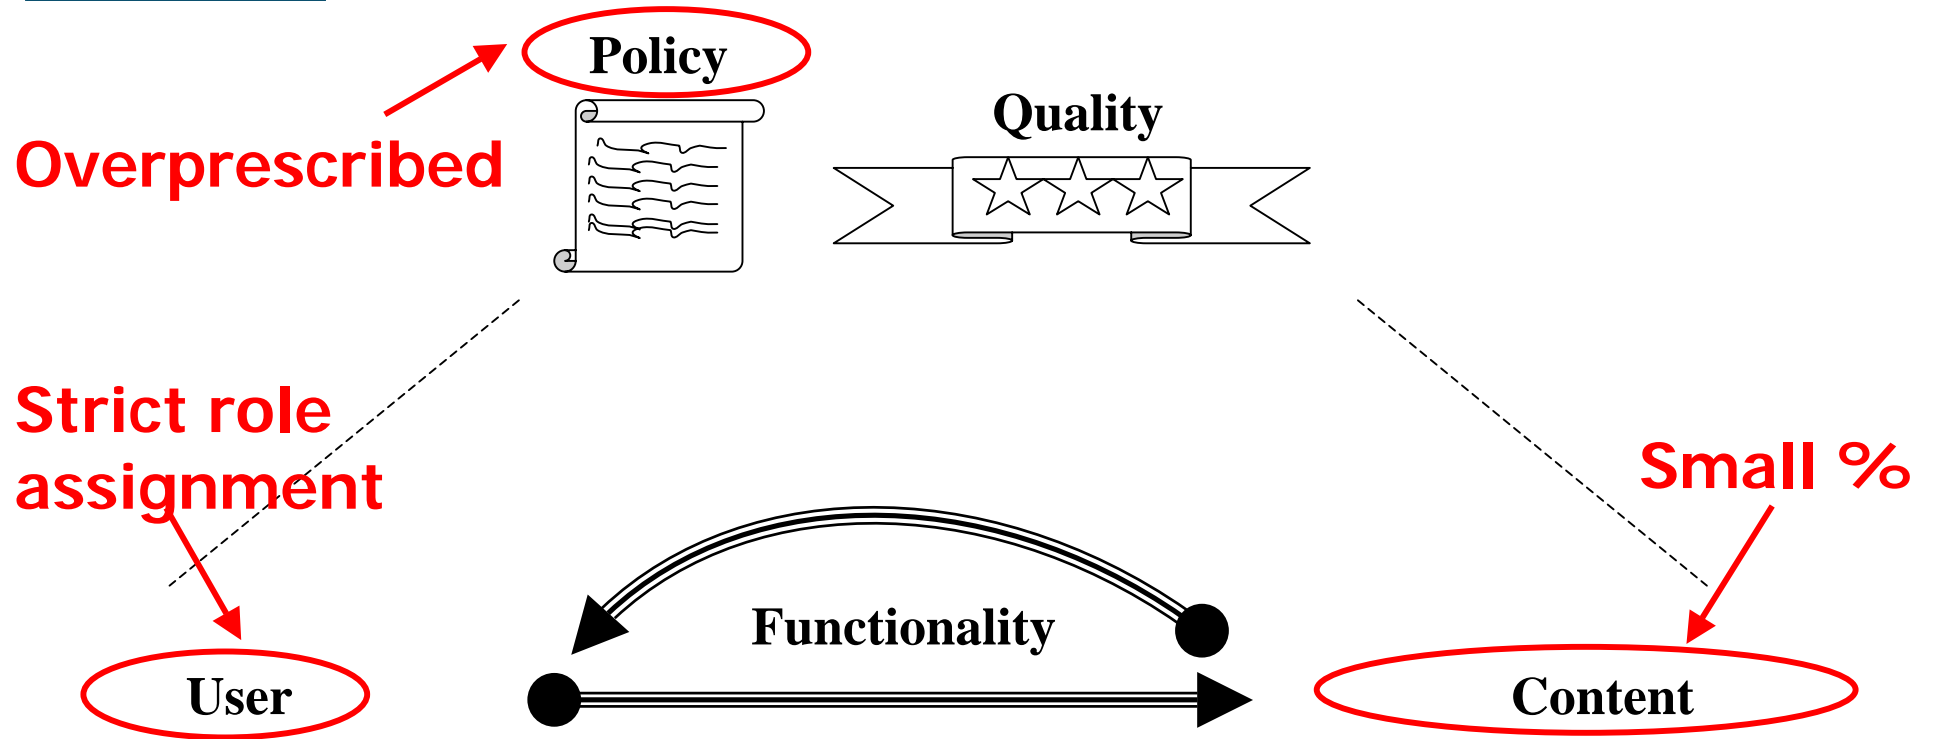 Policy
Quality
Overprescribed
Strict role
assignment
Small %
Functionality
User
Content